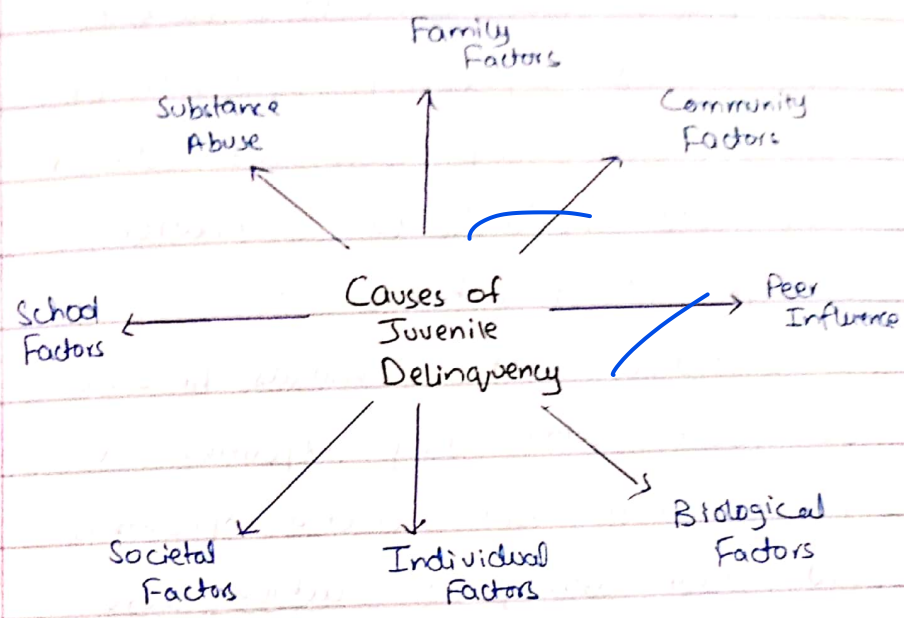 Family
Factors
Substance
Abuse
Community
Factors
School
Factors
Causes of
Juvenile
Delinquency
Peer
Influence
Societal
Factors
Individual
Factors
Biological
Factors